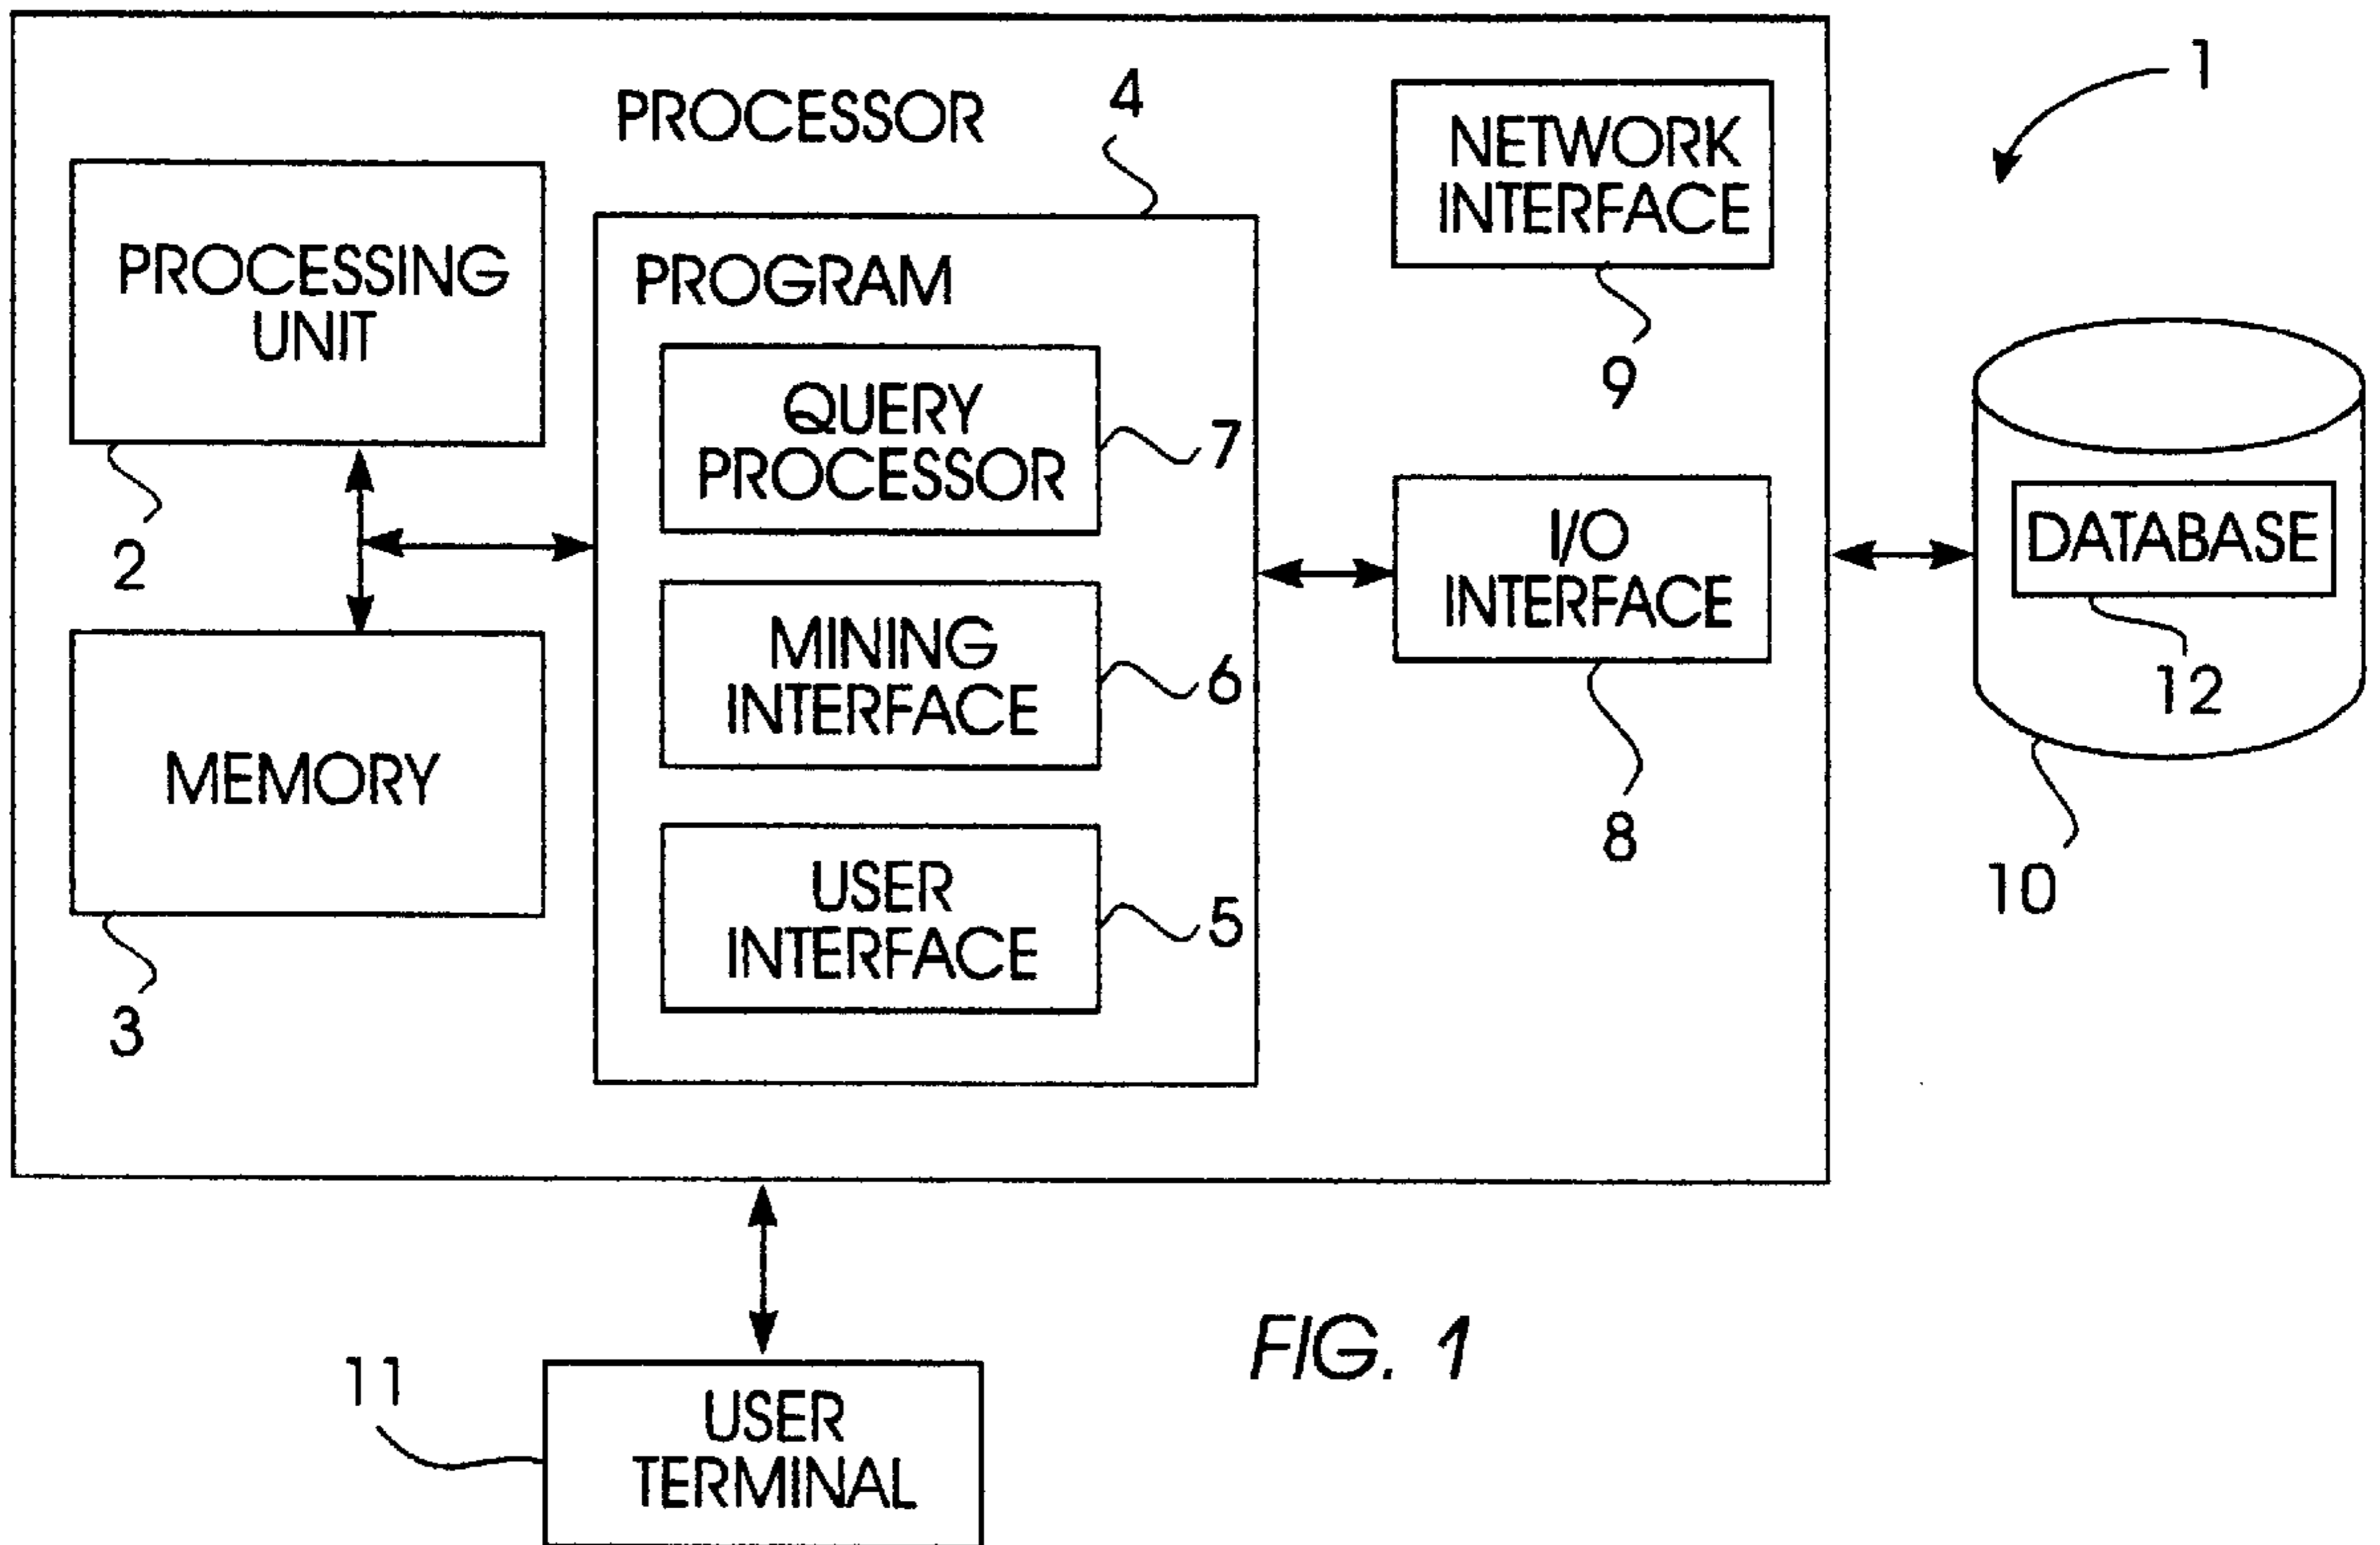 1
PROCESSOR
4
NETWORK
INTERFACE
9
PROCESSING
UNIT
2
PROGRAM
QUERY
PROCESSOR
7
MINING
INTERFACE
6
USER
INTERFACE
5
I/O
INTERFACE
8
DATABASE
12
10
MEMORY
3
11
USER
TERMINAL
FIG. 1